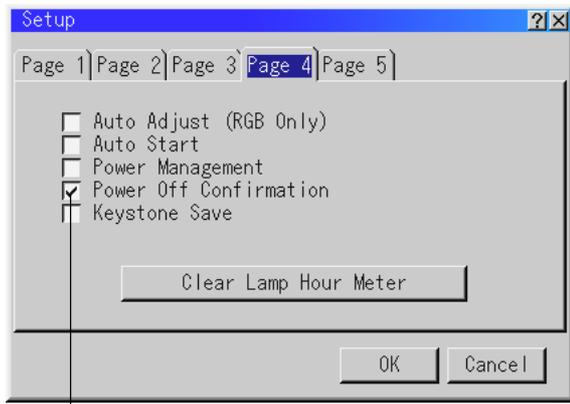 Setup ? X
Page 1 Page 2 Page 3 Page 4 Page 5
Auto Adjust (RGB Only)
Auto Start
Power Management
Power Off Confirmation
Keystone Save
Clear Lamp Hour Meter
OK Cancel